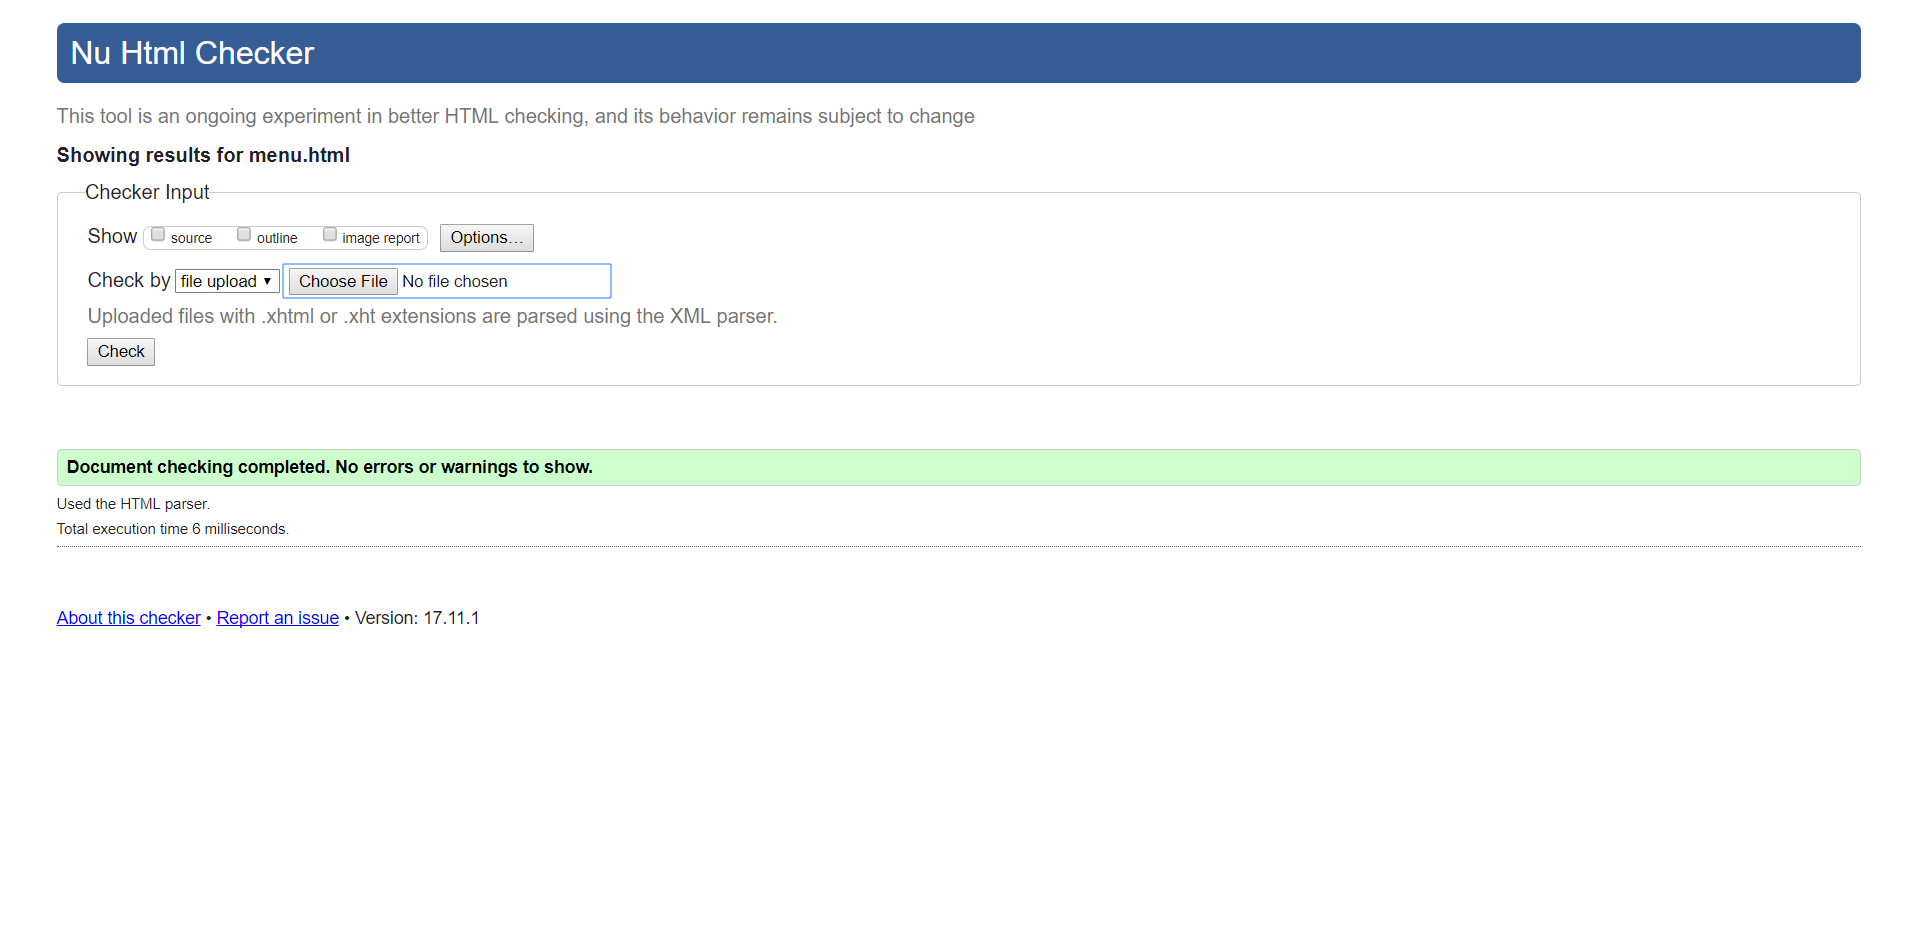 Nu Html Checker
This tool is an ongoing experiment in better HTML checking, and its behavior remains subject to change
Showing results for menu.html
Checker Input
Show source outline image report Options…
Check by file upload Choose File No file chosen
Uploaded files with .xhtml or .xht extensions are parsed using the XML parser.
Check
Document checking completed. No errors or warnings to show.
Used the HTML parser.
Total execution time 6 milliseconds.
About this checker • Report an issue • Version: 17.11.1